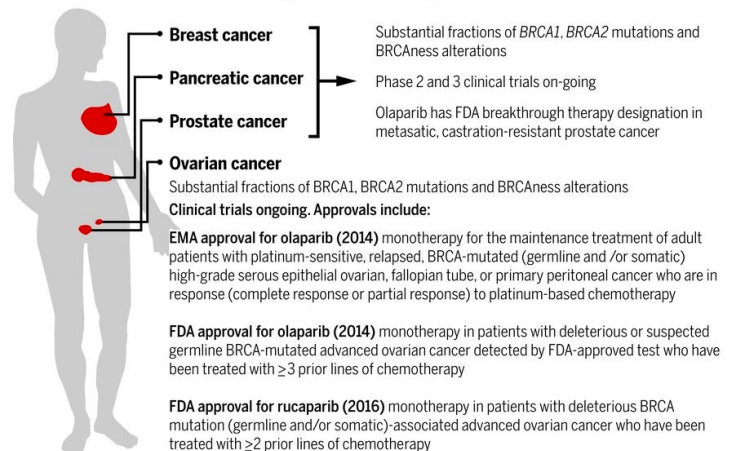 Breast cancer
Pancreatic cancer
Prostate cancer
Substantial fractions of BRCA1, BRCA2 mutations and
BRCAness alterations
Phase 2 and 3 clinical trials on-going
Olaparib has FDA breakthrough therapy designation in
metasatic, castration-resistant prostate cancer
Ovarian cancer
Substantial fractions of BRCA1, BRCA2 mutations and BRCAness alterations
Clinical trials ongoing. Approvals include:
EMA approval for olaparib (2014) monotherapy for the maintenance treatment of adult
patients with platinum-sensitive, relapsed, BRCA-mutated (germline and /or somatic)
high-grade serous epithelial ovarian, fallopian tube, or primary peritoneal cancer who are in
response (complete response or partial response) to platinum-based chemotherapy
FDA approval for olaparib (2014) monotherapy in patients with deleterious or suspected
germline BRCA-mutated advanced ovarian cancer detected by FDA-approved test who have
been treated with ≥3 prior lines of chemotherapy
FDA approval for rucaparib (2016) monotherapy in patients with deleterious BRCA
mutation (germline and/or somatic)-associated advanced ovarian cancer who have been
treated with ≥2 prior lines of chemotherapy